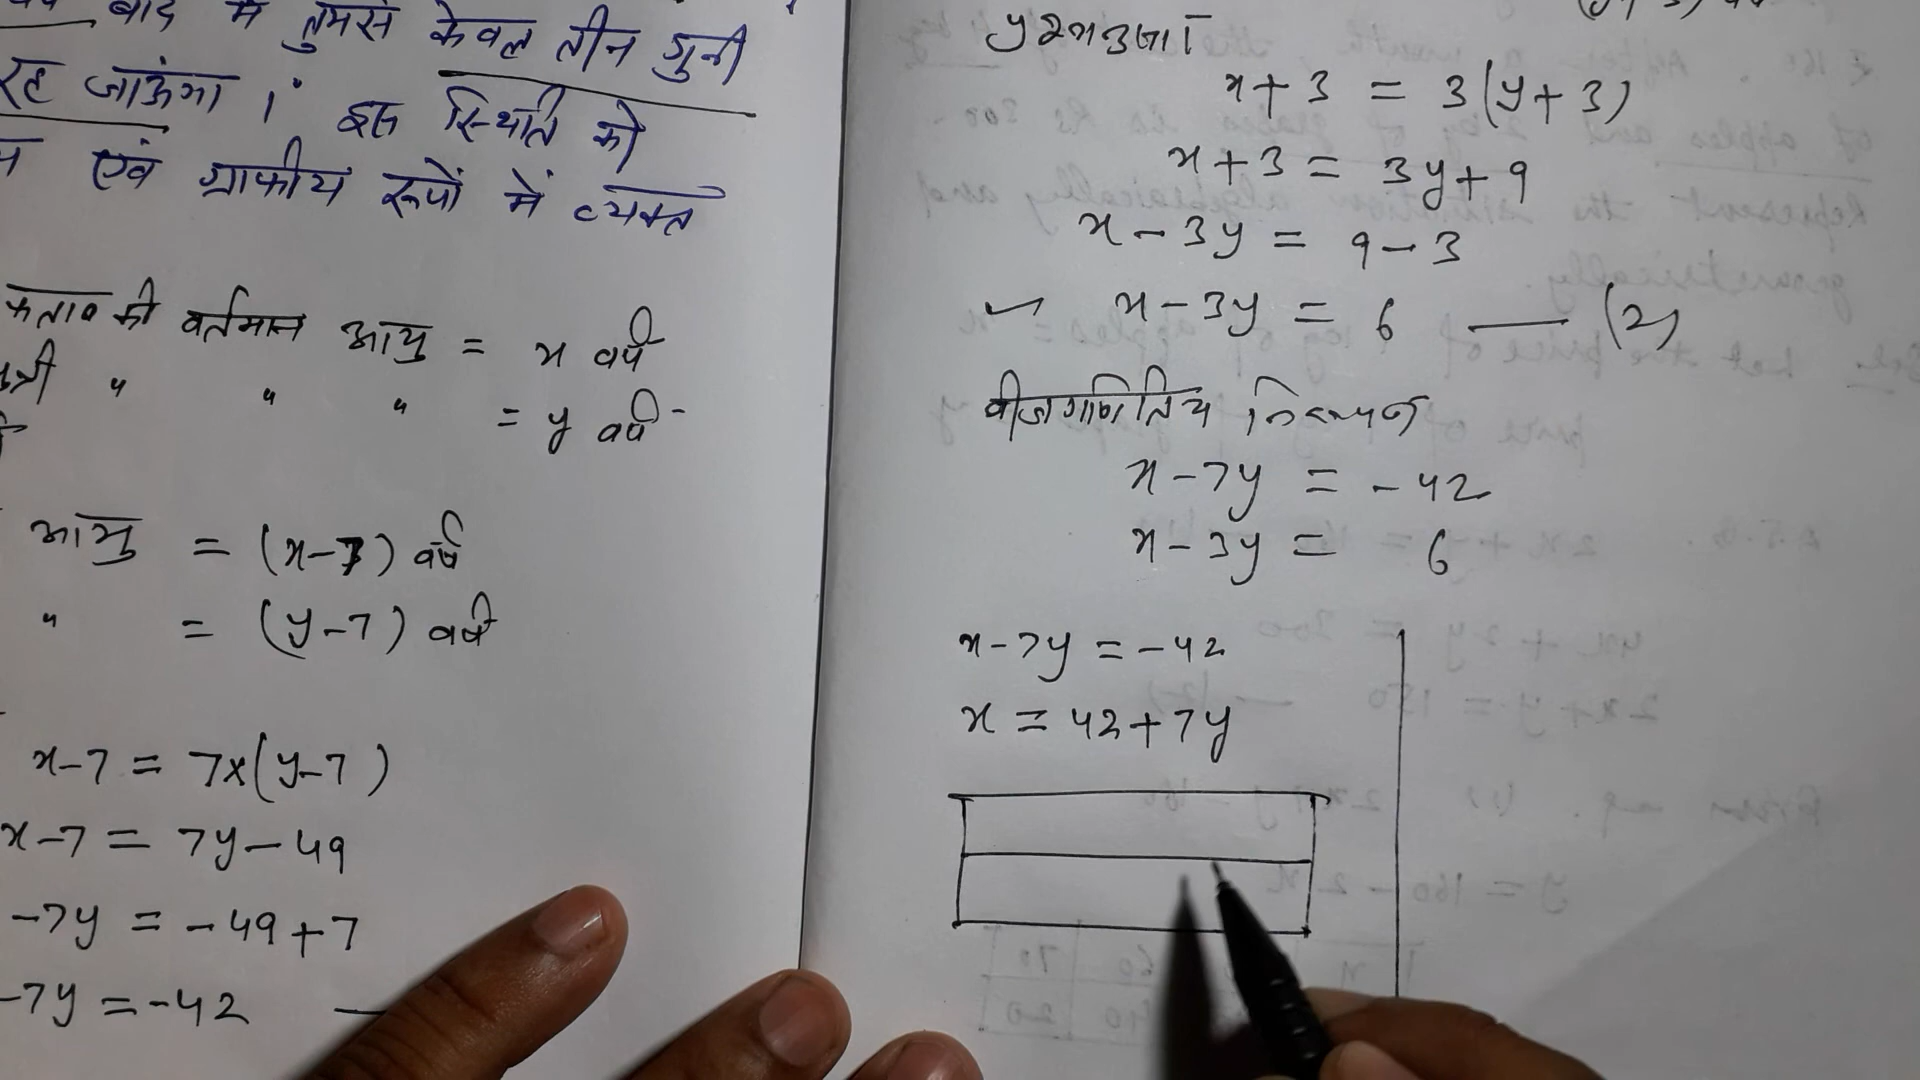 बाद में तुमसे केवल तीन गुनी
रह जाऊंगा । इस स्थिति को
एवं ग्राफीय रूपों में व्यक्त
की वर्तमान आयु = x वर्ष
" " " = y वर्ष
आयु = (x-7) वर्ष
" = (y-7) वर्ष
x-7 = 7x(y-7)
x-7 = 7y-49
-7y = -49+7
-7y = -42 —
x+3 = 3(y+3)
x+3 = 3y+9
x-3y = 9-3
✓ x-3y = 6 — (2)
बीजगणितिय निरूपण
x-7y = -42
x-3y = 6
x-7y = -42
x = 42+7y